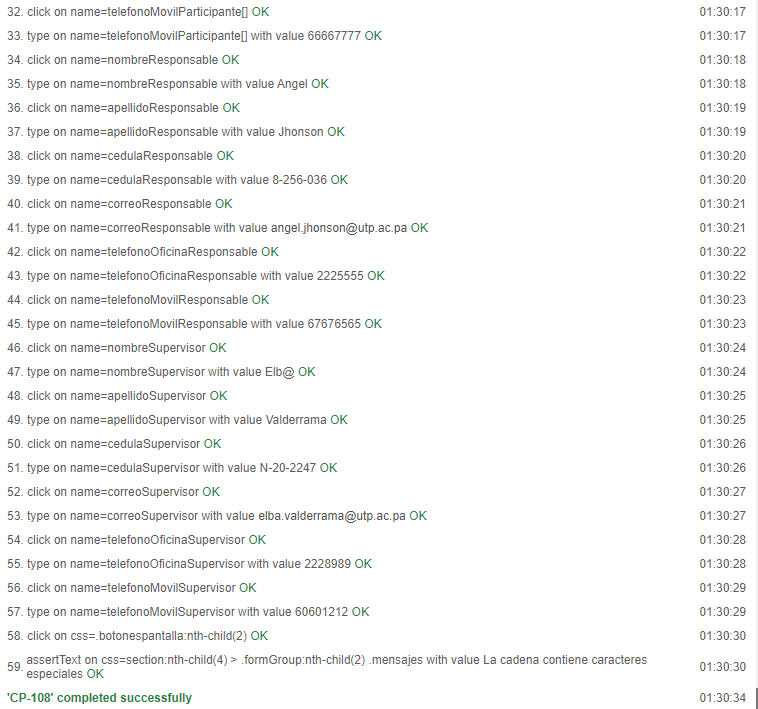 32. click on name=telefonoMovilParticipante[] OK 01:30:17
33. type on name=telefonoMovilParticipante[] with value 66667777 OK 01:30:17
34. click on name=nombreResponsable OK 01:30:18
35. type on name=nombreResponsable with value Angel OK 01:30:18
36. click on name=apellidoResponsable OK 01:30:19
37. type on name=apellidoResponsable with value Jhonson OK 01:30:19
38. click on name=cedulaResponsable OK 01:30:20
39. type on name=cedulaResponsable with value 8-256-036 OK 01:30:20
40. click on name=correoResponsable OK 01:30:21
41. type on name=correoResponsable with value angel.jhonson@utp.ac.pa OK 01:30:21
42. click on name=telefonoOficinaResponsable OK 01:30:22
43. type on name=telefonoOficinaResponsable with value 2225555 OK 01:30:22
44. click on name=telefonoMovilResponsable OK 01:30:23
45. type on name=telefonoMovilResponsable with value 67676565 OK 01:30:23
46. click on name=nombreSupervisor OK 01:30:24
47. type on name=nombreSupervisor with value Elb@ OK 01:30:24
48. click on name=apellidoSupervisor OK 01:30:25
49. type on name=apellidoSupervisor with value Valderrama OK 01:30:25
50. click on name=cedulaSupervisor OK 01:30:26
51. type on name=cedulaSupervisor with value N-20-2247 OK 01:30:26
52. click on name=correoSupervisor OK 01:30:27
53. type on name=correoSupervisor with value elba.valderrama@utp.ac.pa OK 01:30:27
54. click on name=telefonoOficinaSupervisor OK 01:30:28
55. type on name=telefonoOficinaSupervisor with value 2228989 OK 01:30:28
56. click on name=telefonoMovilSupervisor OK 01:30:29
57. type on name=telefonoMovilSupervisor with value 60601212 OK 01:30:29
58. click on css=.botonespantalla:nth-child(2) OK 01:30:30
59. assertText on css=section:nth-child(4) > .formGroup:nth-child(2) .mensajes with value La cadena contiene caracteres 01:30:30
especiales OK
'CP-108' completed successfully 01:30:34